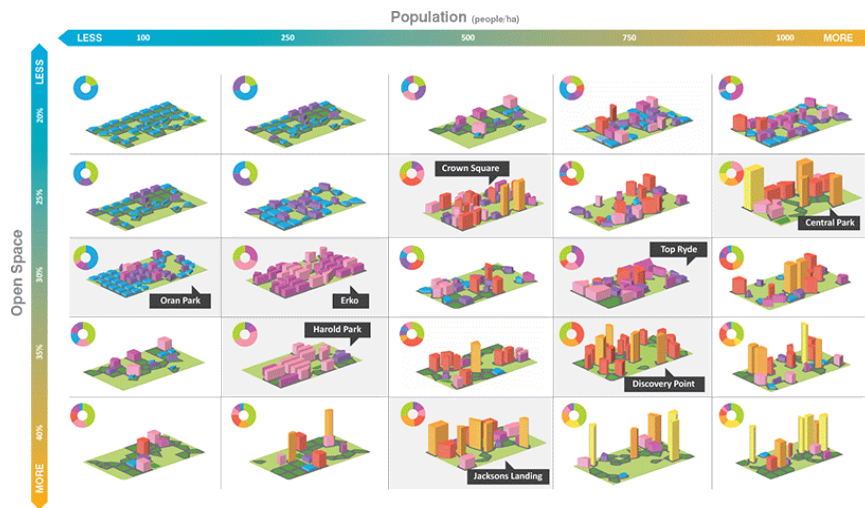 Population (people/ha)
LESS 100 250 500 750 1000 MORE
Open Space
LESS
20%
25%
30%
35%
40%
MORE
Crown Square
Central Park
Oran Park
Erko
Top Ryde
Harold Park
Discovery Point
Jacksons Landing